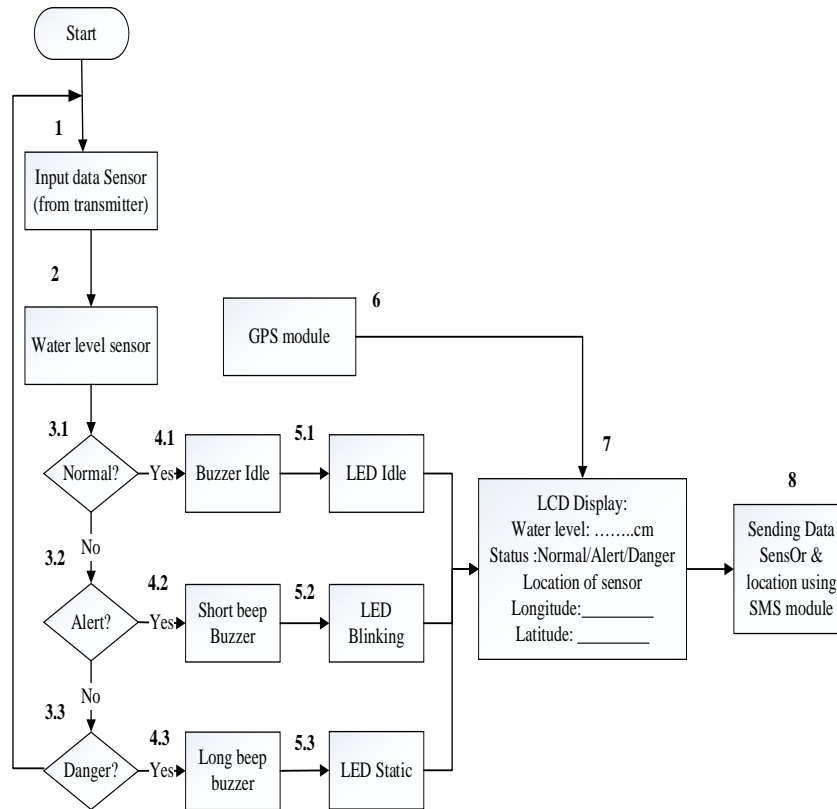 Start
1
Input data Sensor
(from transmitter)
2
Water level sensor
6
GPS module
3.1
Normal?
Yes
4.1
Buzzer Idle
5.1
LED Idle
No
3.2
Alert?
Yes
4.2
Short beep
Buzzer
5.2
LED
Blinking
No
3.3
Danger?
Yes
4.3
Long beep
buzzer
5.3
LED Static
7
LCD Display:
Water level: ……..cm
Status :Normal/Alert/Danger
Location of sensor
Longitude:_________
Latitude: _________
8
Sending Data
SensOr &
location using
SMS module